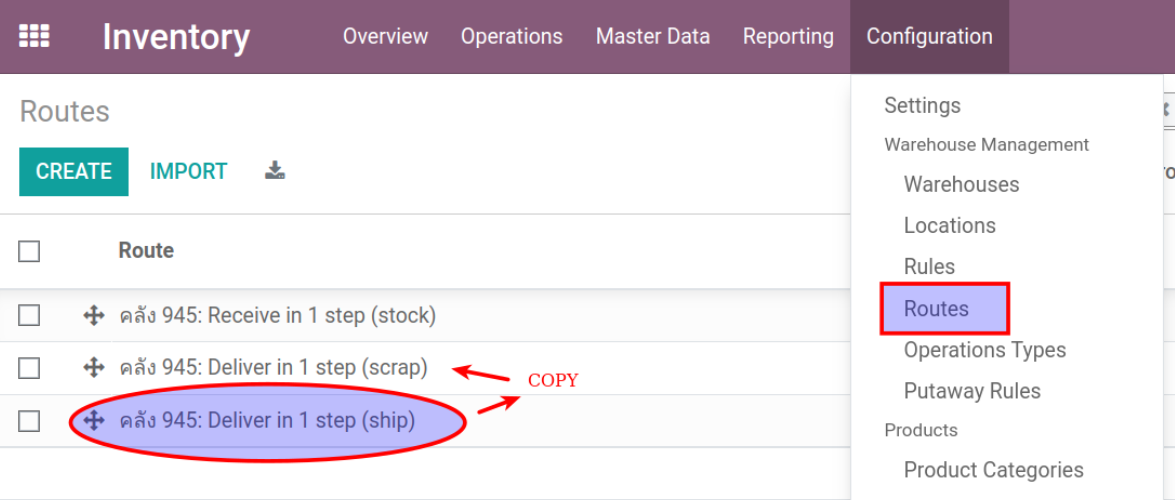 Inventory Overview Operations Master Data Reporting Configuration
Routes
CREATE IMPORT
Route
คลัง 945: Receive in 1 step (stock)
คลัง 945: Deliver in 1 step (scrap)
COPY
คลัง 945: Deliver in 1 step (ship)
Settings
Warehouse Management
Warehouses
Locations
Rules
Routes
Operations Types
Putaway Rules
Products
Product Categories